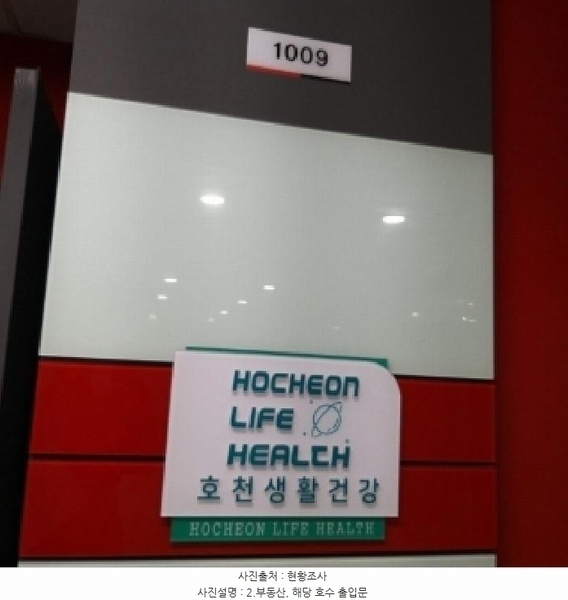 1009
HOCHEON
LIFE
HEALTH
호천생활건강
HOCHEON LIFE HEALTH
사진출처 : 현황조사
사진설명 : 2.부동산, 해당 호수 출입문